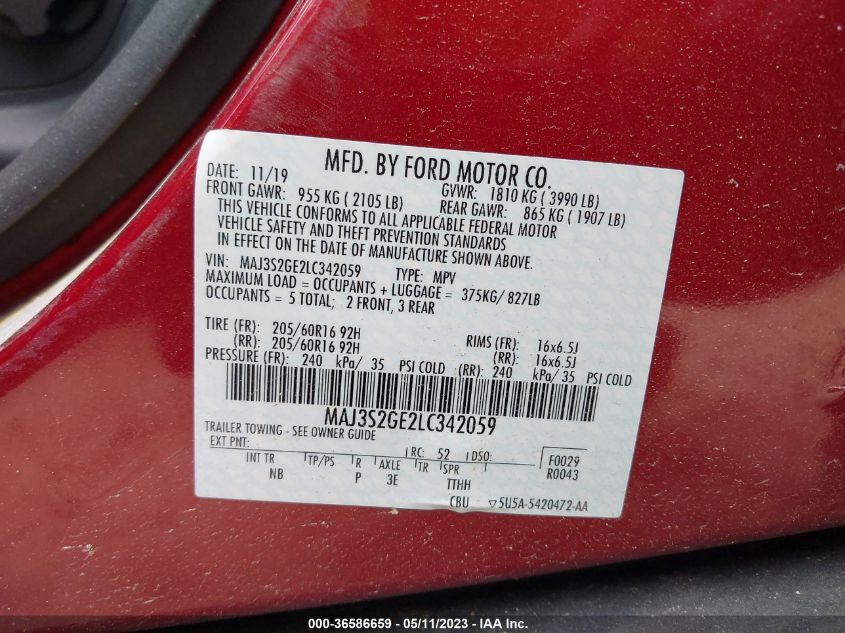 MFD. BY FORD MOTOR CO.
DATE: 11/19 GVWR: 1810 KG ( 3990 LB)
FRONT GAWR: 955 KG ( 2105 LB) REAR GAWR: 865 KG ( 1907 LB)
THIS VEHICLE CONFORMS TO ALL APPLICABLE FEDERAL MOTOR
VEHICLE SAFETY AND THEFT PREVENTION STANDARDS
IN EFFECT ON THE DATE OF MANUFACTURE SHOWN ABOVE.
VIN: MAJ3S2GE2LC342059 TYPE: MPV
MAXIMUM LOAD = OCCUPANTS + LUGGAGE = 375KG/ 827LB
OCCUPANTS = 5 TOTAL; 2 FRONT, 3 REAR
TIRE (FR): 205/60R16 92H RIMS (FR): 16x6.5J
(RR): 205/60R16 92H (RR): 16x6.5J
PRESSURE (FR): 240 kPa/ 35 PSI COLD (RR): 240 kPa/ 35 PSI COLD
MAJ3S2GE2LC342059
TRAILER TOWING - SEE OWNER GUIDE
EXT PNT: RC: 52 DSO: F0029
INT TR TP/PS R AXLE TR SPR R0043
NB P 3E TTHH
CBU ▽5U5A-5420472-AA
000-36586659 - 05/11/2023 - IAA Inc.